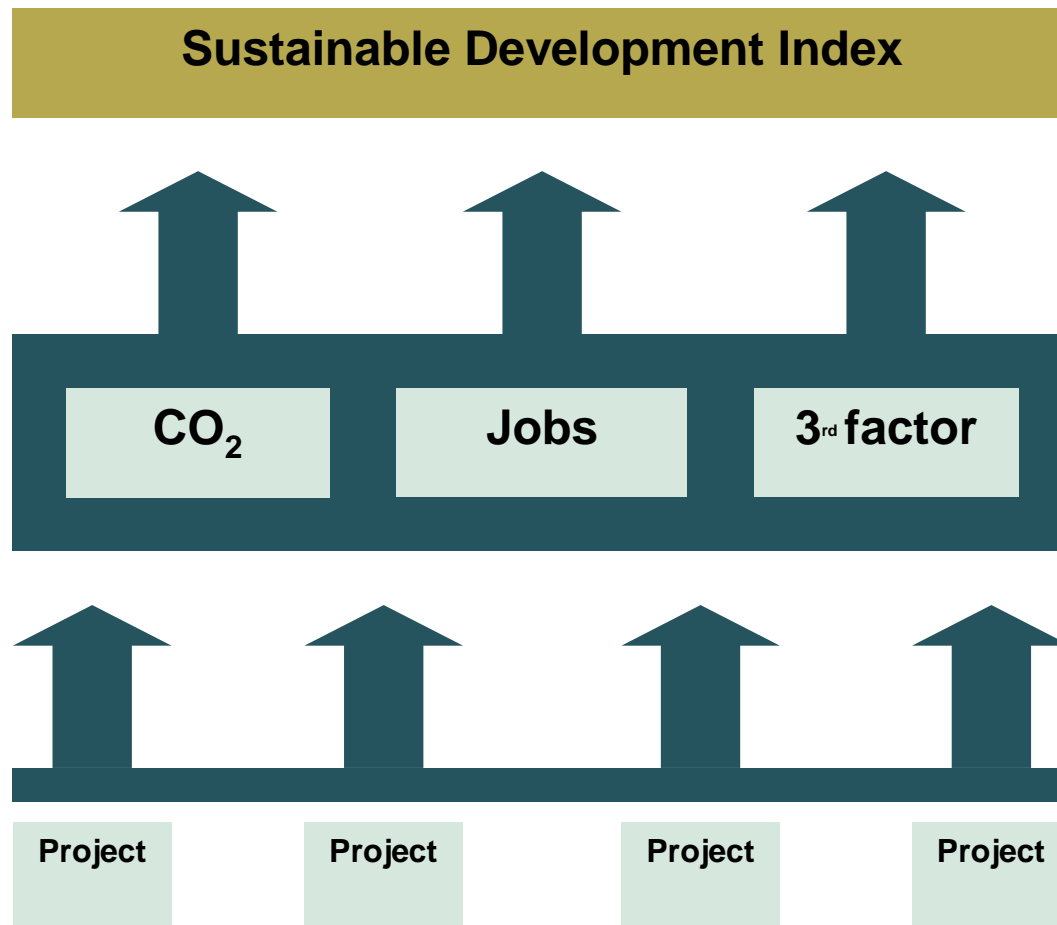 Sustainable Development Index
CO₂ Jobs 3rd factor
Project Project Project Project